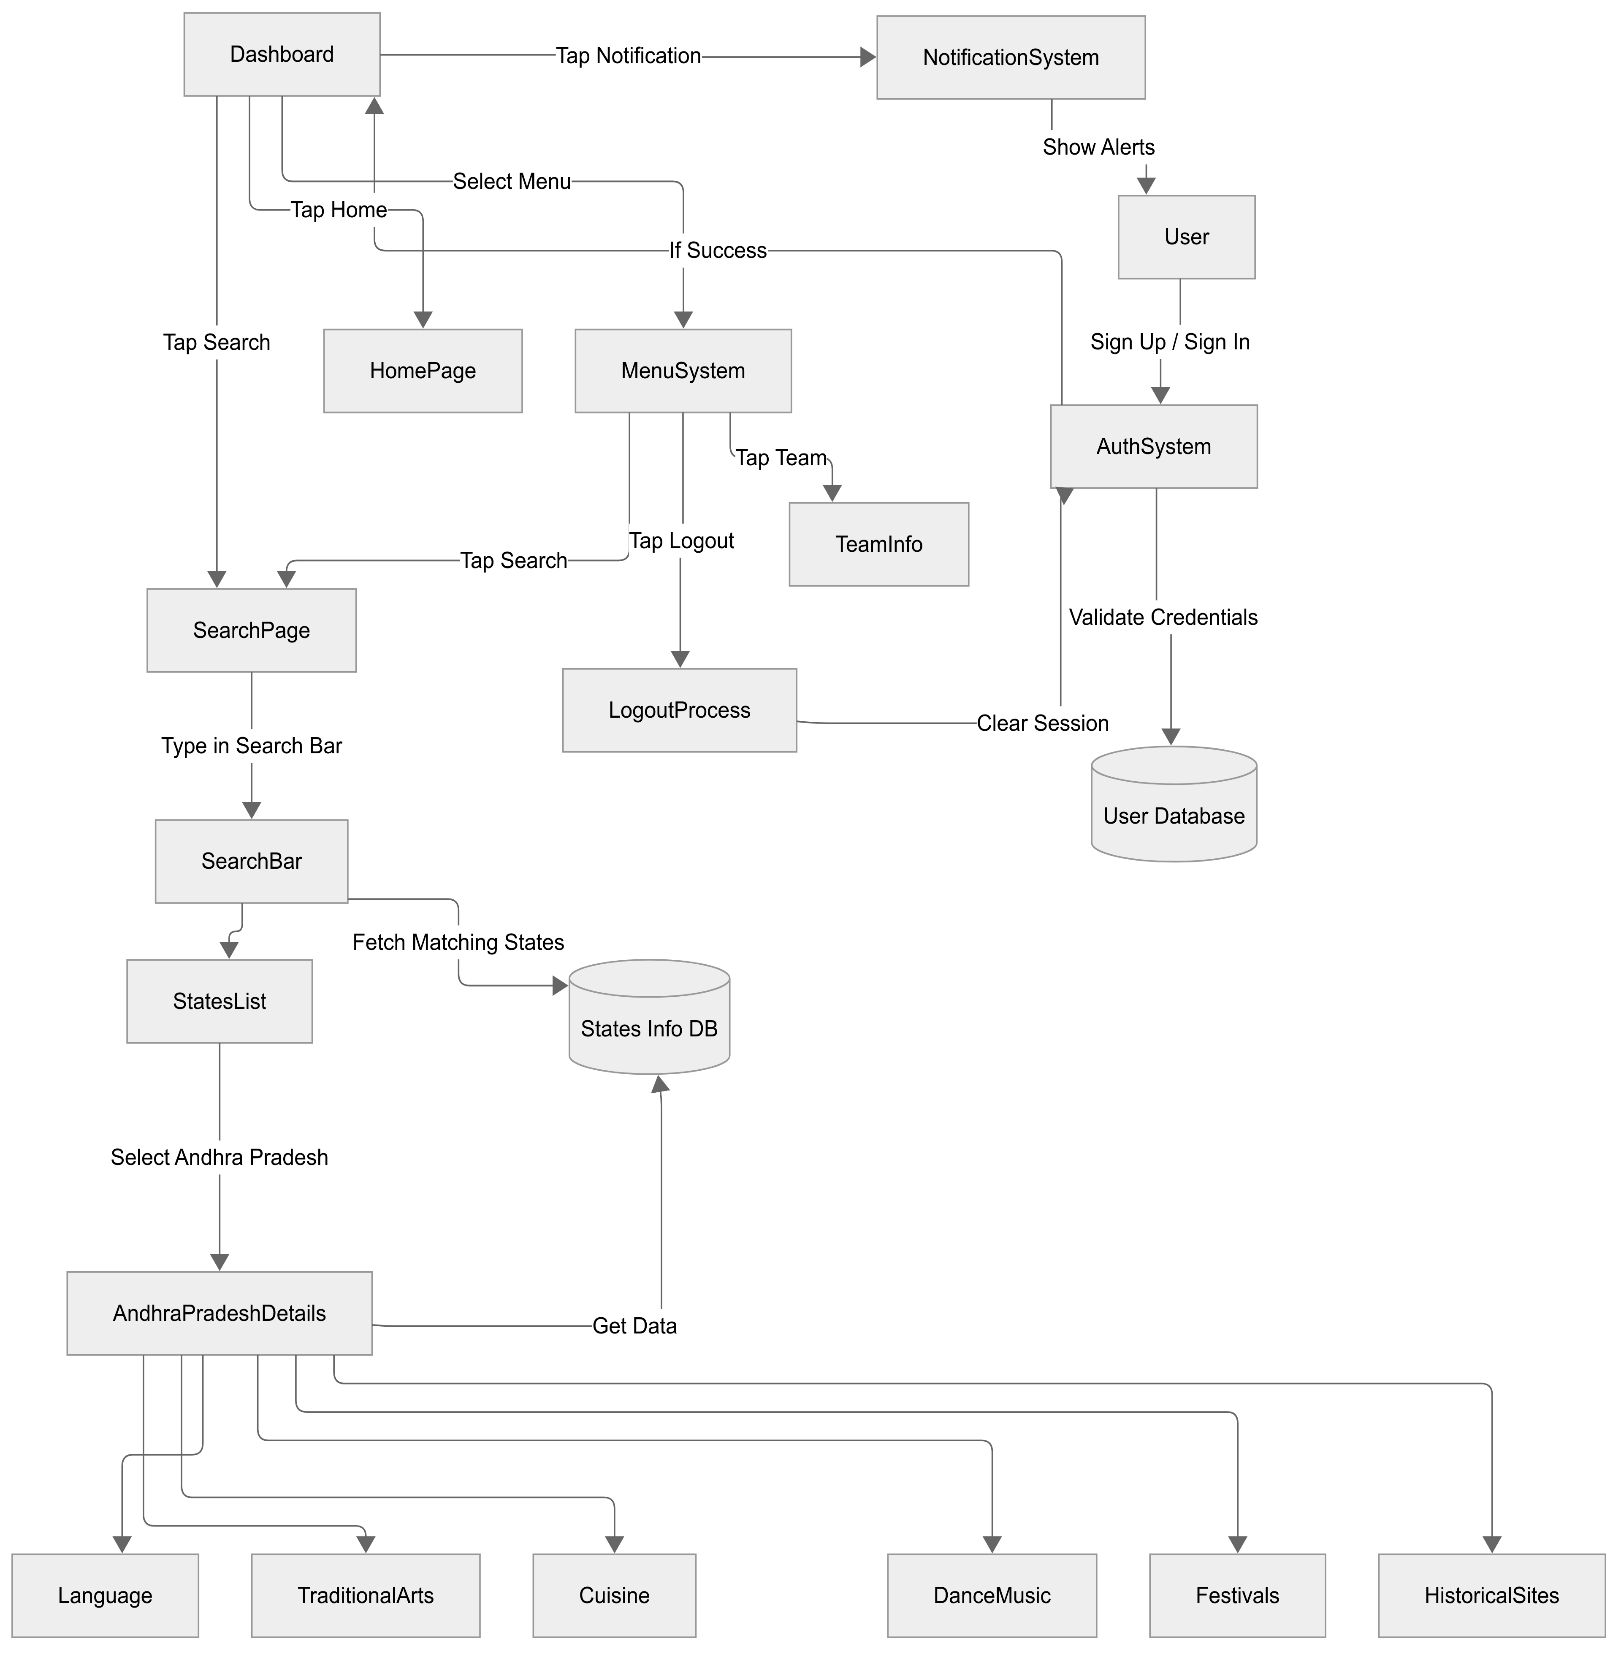 Dashboard
Tap Notification
NotificationSystem
Show Alerts
Select Menu
Tap Home
User
If Success
Tap Search
HomePage
MenuSystem
Sign Up / Sign In
AuthSystem
Tap Team
Tap Logout
TeamInfo
Tap Search
SearchPage
Validate Credentials
LogoutProcess
Clear Session
Type in Search Bar
User Database
SearchBar
Fetch Matching States
StatesList
States Info DB
Select Andhra Pradesh
AndhraPradeshDetails
Get Data
Language
TraditionalArts
Cuisine
DanceMusic
Festivals
HistoricalSites